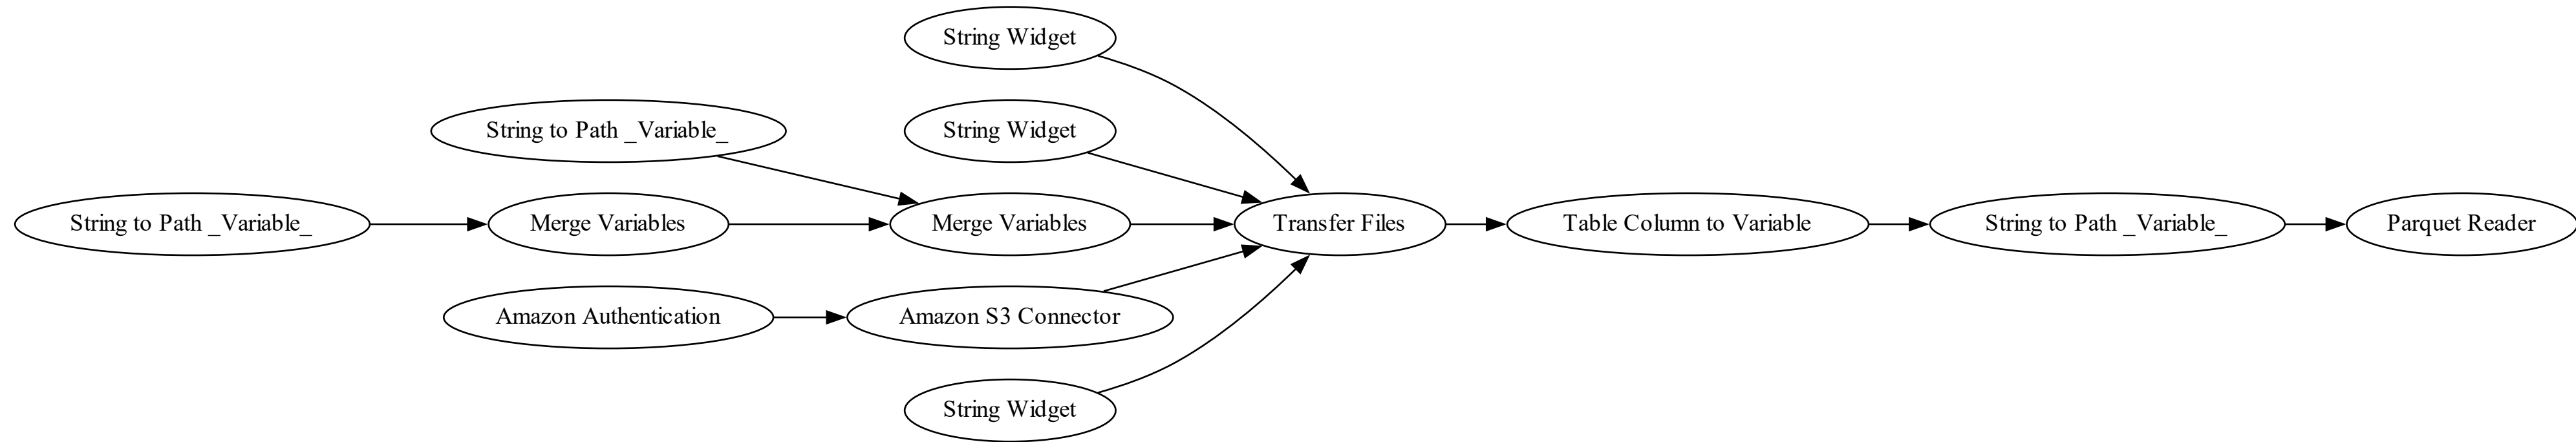 String Widget
String to Path _Variable_
String Widget
String to Path _Variable_
Merge Variables
Merge Variables
Transfer Files
Table Column to Variable
String to Path _Variable_
Parquet Reader
Amazon Authentication
Amazon S3 Connector
String Widget